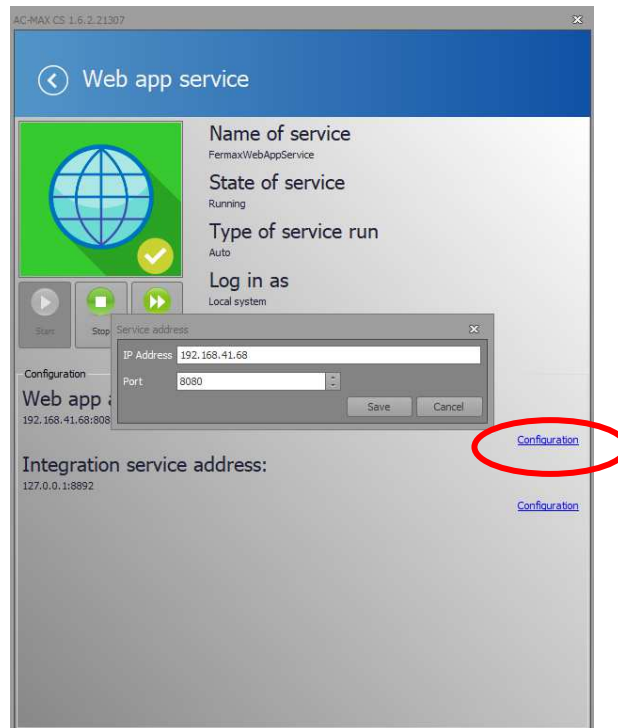 AC-MAX CS 1.6.2.21307
Web app service
Name of service
FermaxWebAppService
State of service
Running
Type of service run
Auto
Log in as
Local system
Start
Stop
Service address
IP Address 192.168.41.68
Port 8080
Save Cancel
Configuration
Web app
192.168.41.68:808
Configuration
Integration service address:
127.0.0.1:8892
Configuration